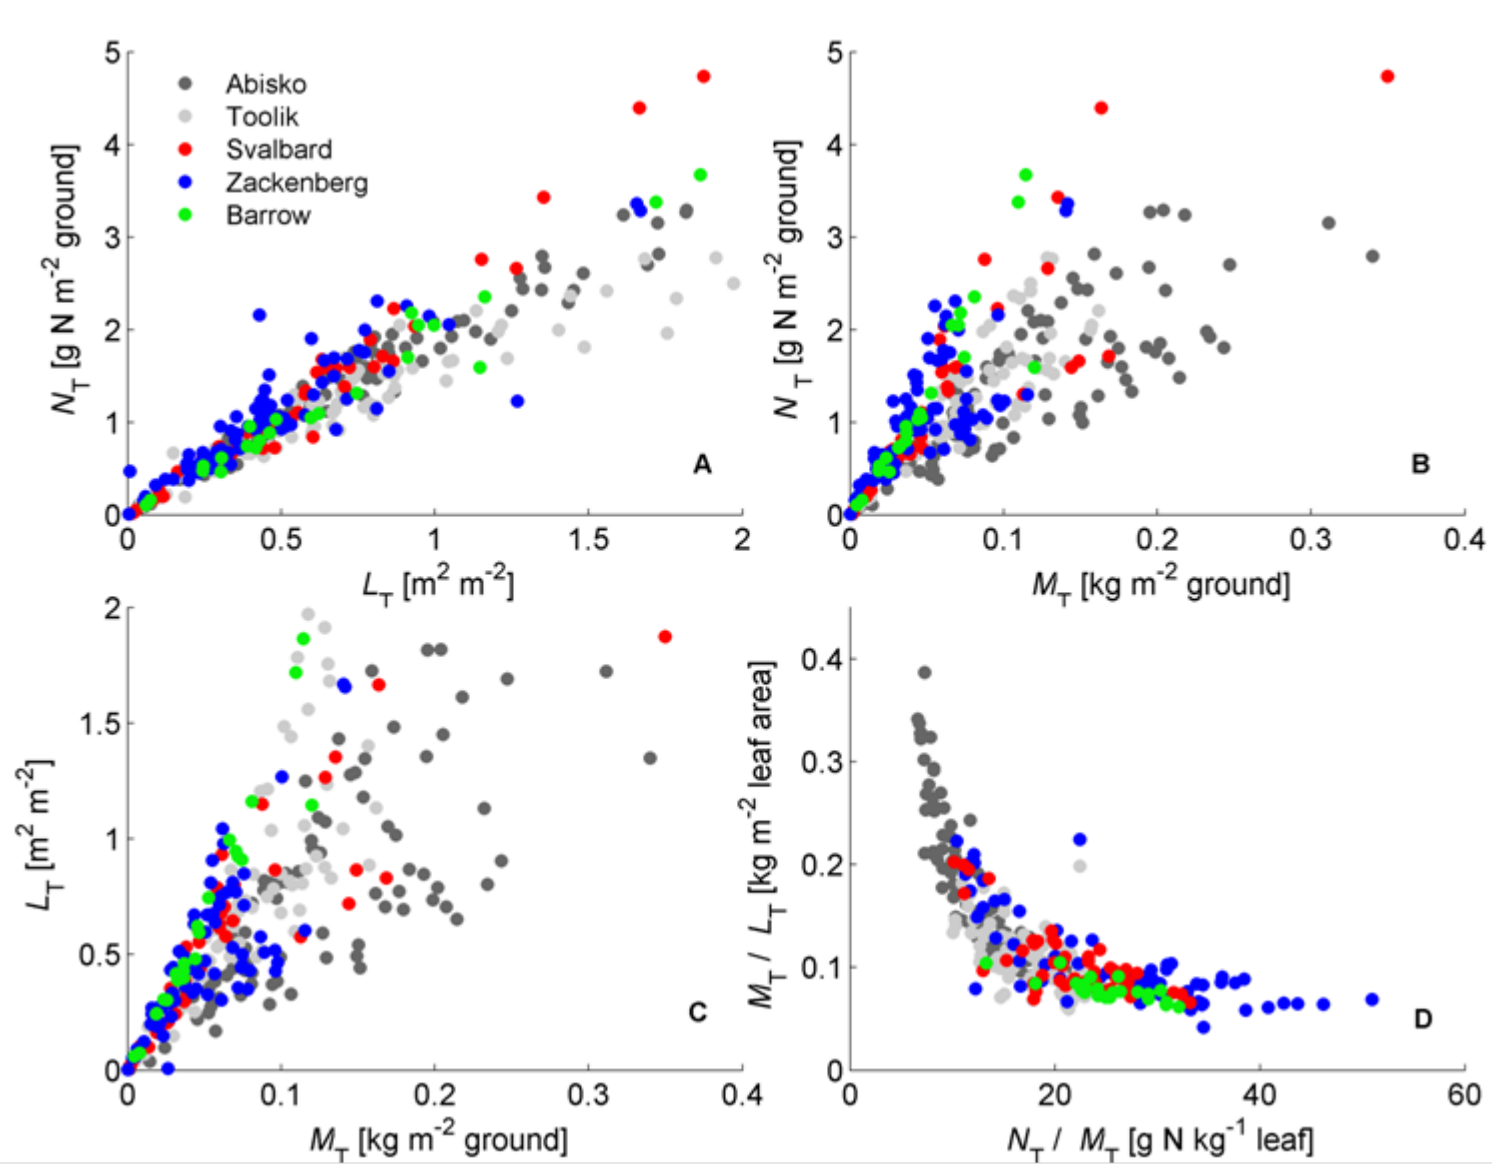 5
4
3
2
1
0
0 0.5 1 1.5 2
N_T [g N m^-2 ground]
L_T [m^2 m^-2]
Abisko
Toolik
Svalbard
Zackenberg
Barrow
A
5
4
3
2
1
0
0 0.1 0.2 0.3 0.4
N_T [g N m^-2 ground]
M_T [kg m^-2 ground]
B
2
1.5
1
0.5
0
0 0.1 0.2 0.3 0.4
L_T [m^2 m^-2]
M_T [kg m^-2 ground]
C
0.4
0.3
0.2
0.1
0
0 20 40 60
M_T / L_T [kg m^-2 leaf area]
N_T / M_T [g N kg^-1 leaf]
D